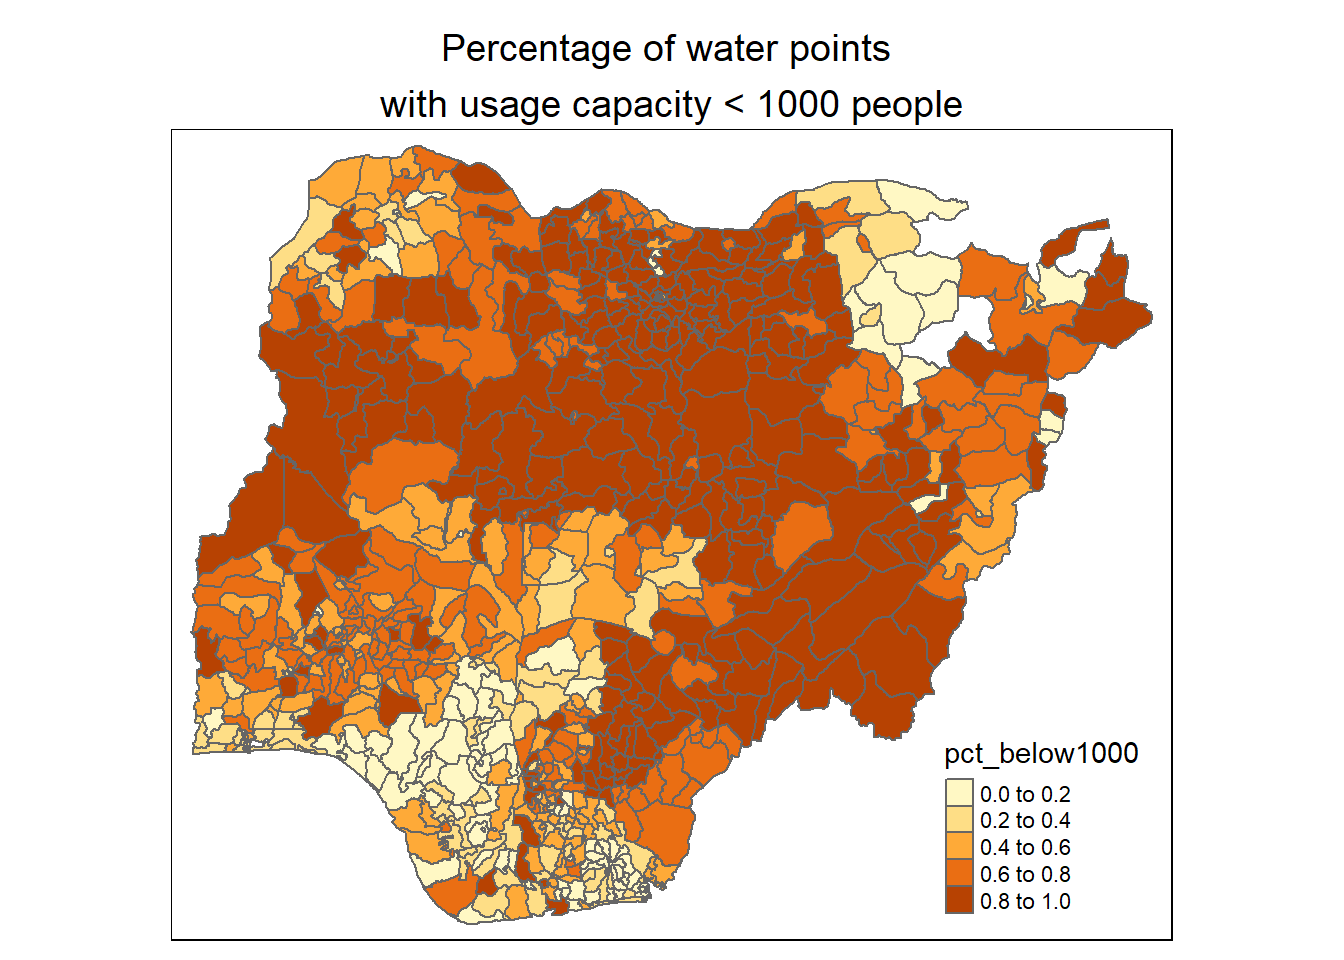 Percentage of water points
with usage capacity < 1000 people
pct_below1000
0.0 to 0.2
0.2 to 0.4
0.4 to 0.6
0.6 to 0.8
0.8 to 1.0